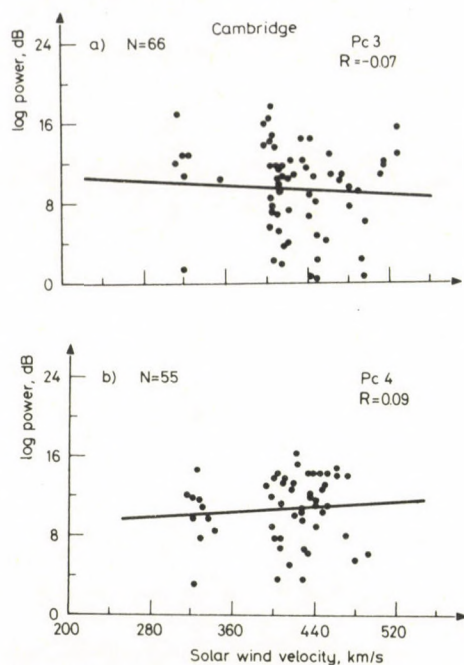 Cambridge
a) N=66
Pc 3
R=-0.07
log power, dB
24
16
8
0
b) N=55
Pc 4
R=0.09
log power, dB
24
16
8
0
200 280 360 440 520
Solar wind velocity, km/s